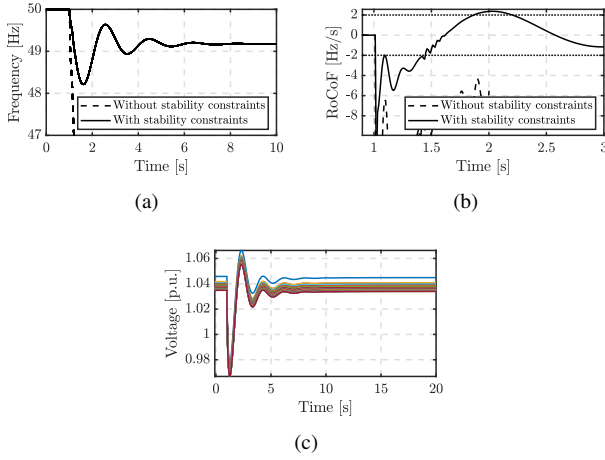 50
49
48
47
Frequency [Hz]
Without stability constraints
With stability constraints
0 2 4 6 8 10
Time [s]
(a)
2
0
-2
-4
-6
-8
RoCoF [Hz/s]
Without stability constraints
With stability constraints
1 1.5 2 2.5 3
Time [s]
(b)
1.06
1.04
1.02
1
0.98
Voltage [p.u.]
0 5 10 15 20
Time [s]
(c)